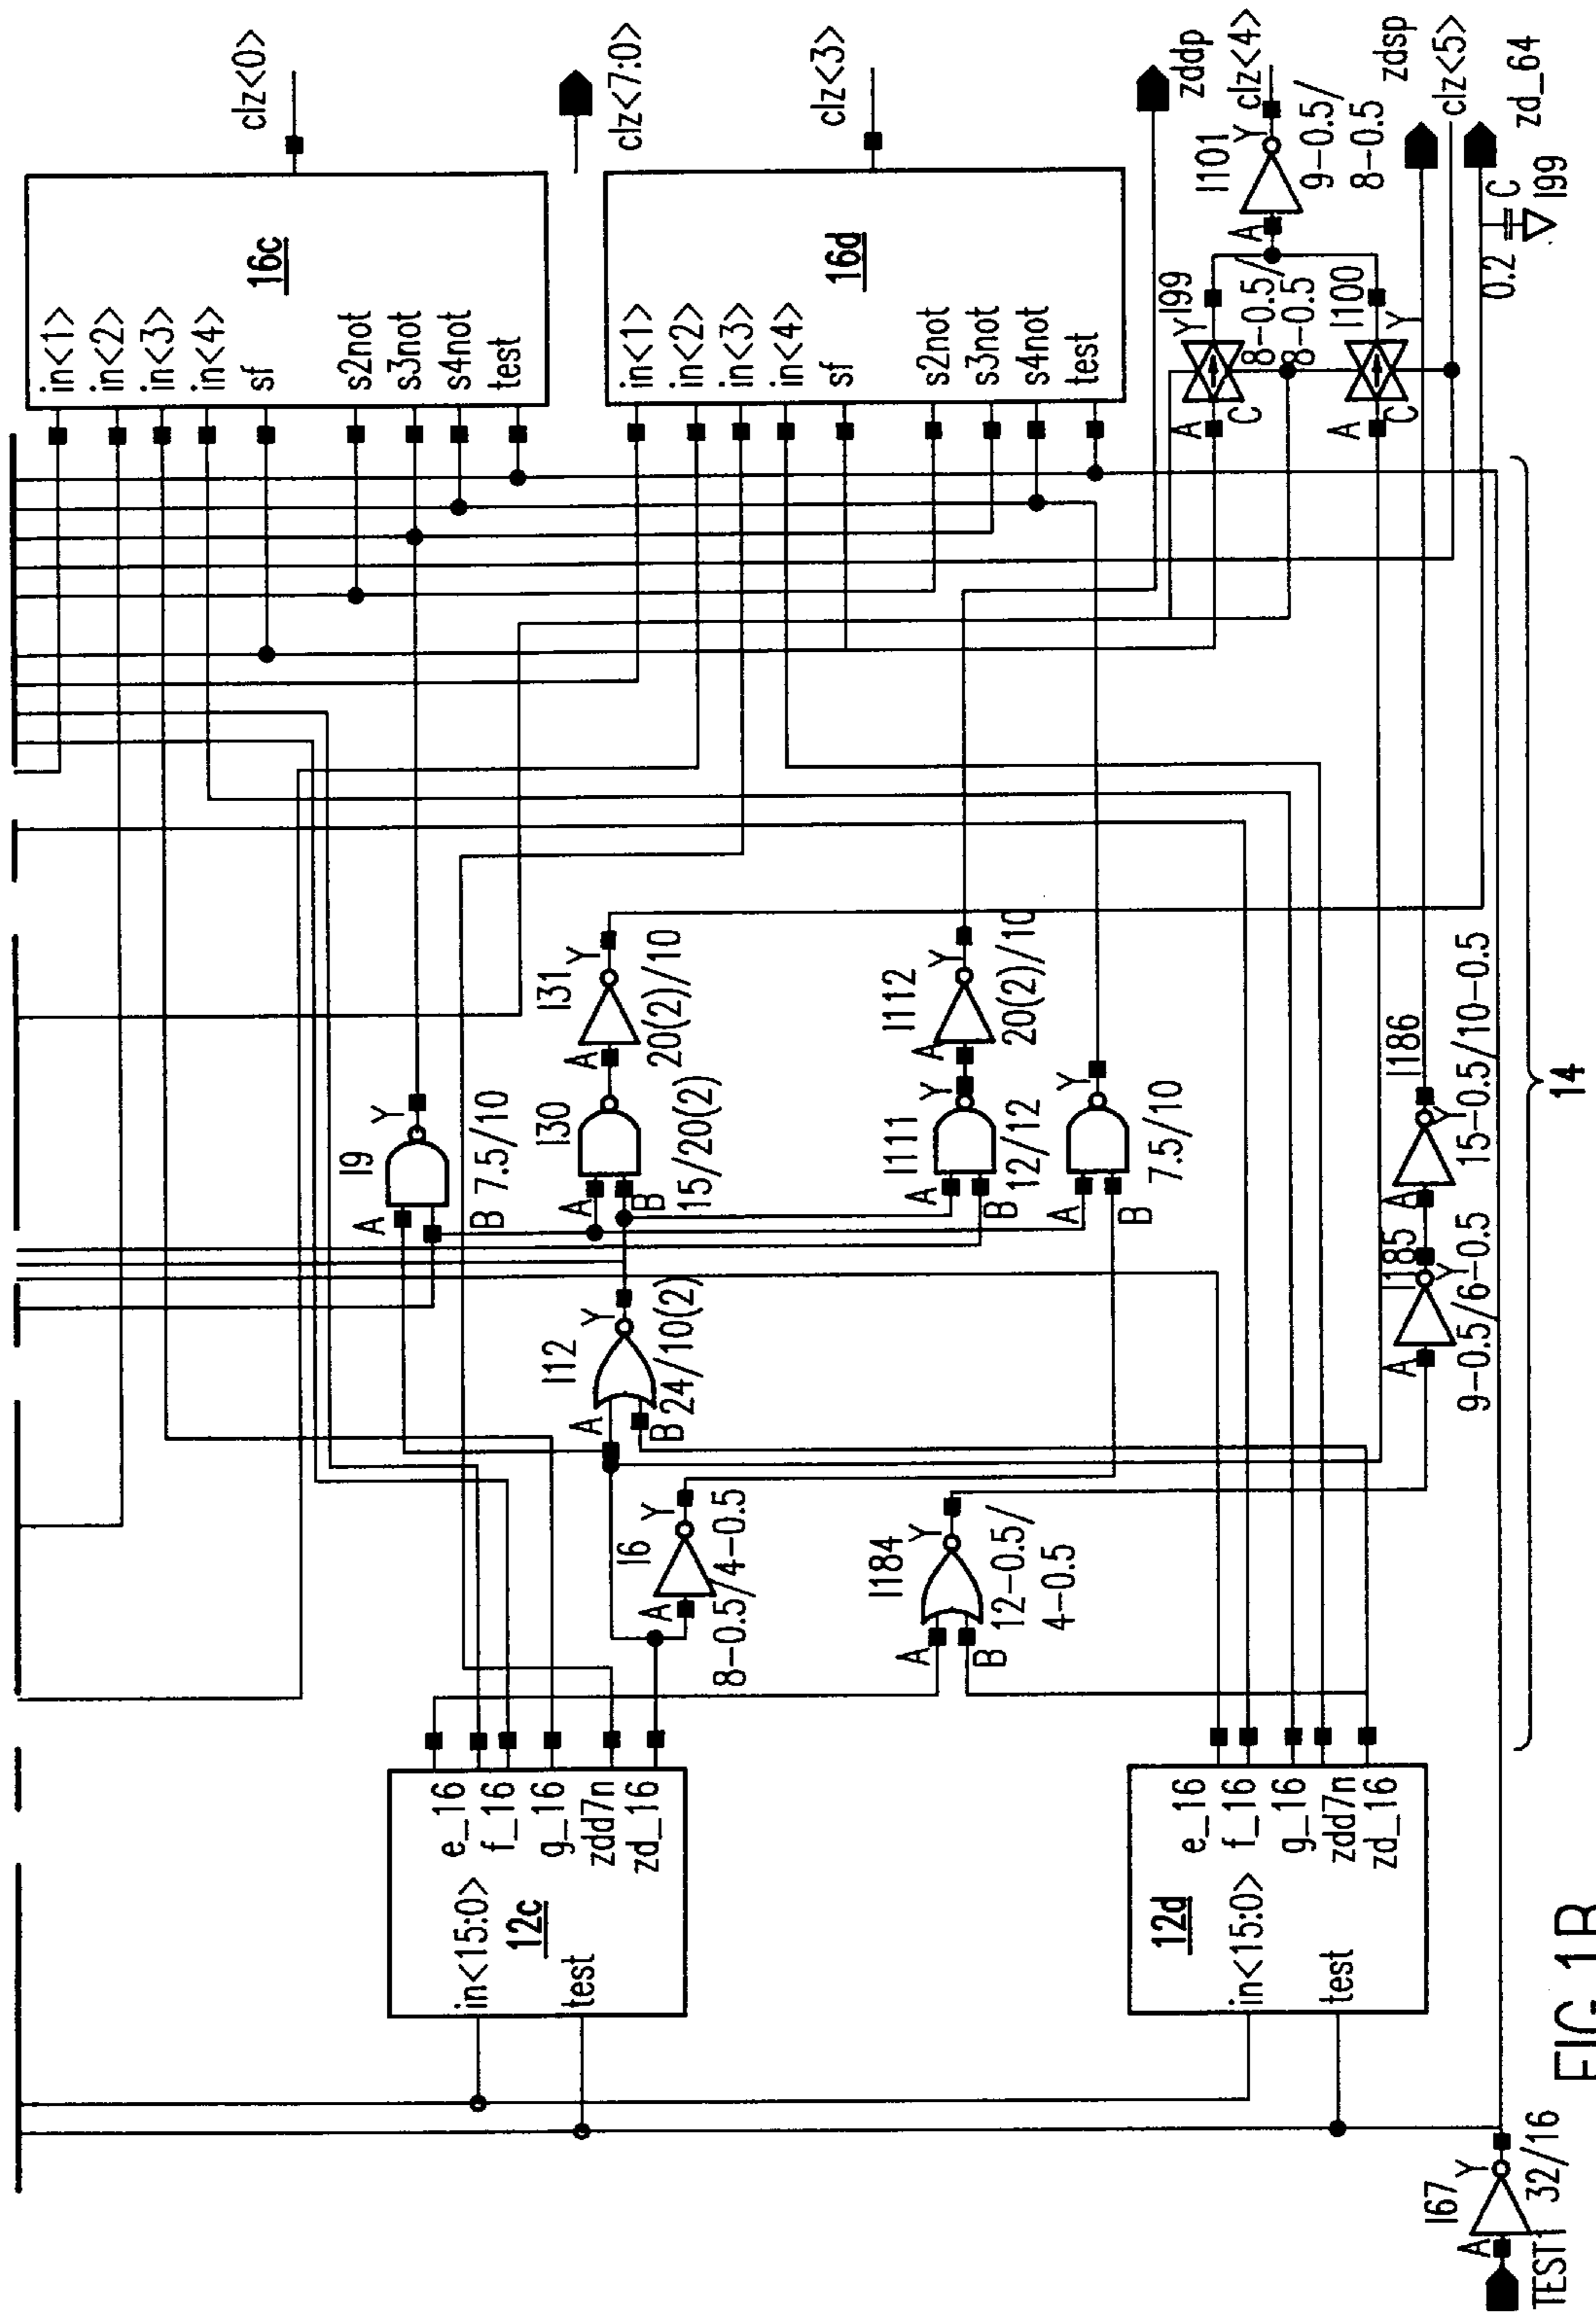 clz<0>
16c
in<1>
in<2>
in<3>
in<4>
sf
s2not
s3not
s4not
test
clz<7:0>
clz<3>
16d
in<1>
in<2>
in<3>
in<4>
sf
s2not
s3not
s4not
test
zddp
clz<4>
I101
Y
A
9-0.5/
8-0.5
zdsp
clz<5>
zd_64
I99
Y
A
C
8-0.5/
8-0.5
I100
A
Y
C
0.2
C
I99
I9
A
B
Y
7.5/10
I30
A
B
15/20(2)
I31
A
Y
20(2)/10
I111
A
B
Y
12/12
I112
A
Y
20(2)/10
A
B
Y
7.5/10
I12
A
B
Y
24/10(2)
I6
A
Y
8-0.5/4-0.5
I184
A
B
Y
12-0.5/
4-0.5
I185
A
Y
9-0.5/6-0.5
I186
A
Y
15-0.5/10-0.5
14
e_16
f_16
g_16
zdd7n
zd_16
in<15:0>
12c
test
e_16
f_16
g_16
zdd7n
zd_16
12d
in<15:0>
test
I67
A
Y
TEST1
32/16
FIG.1B